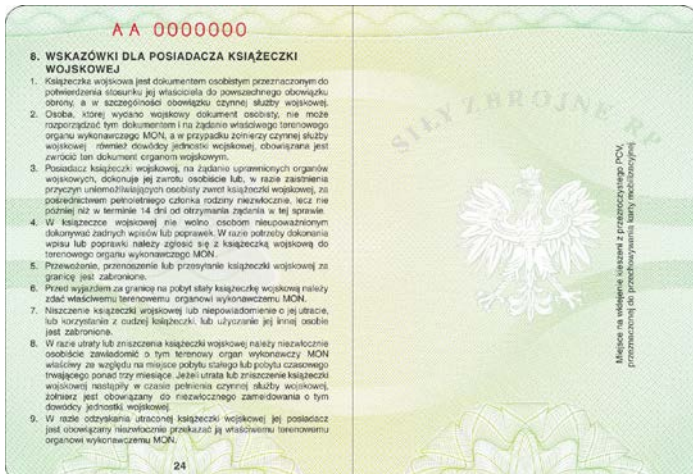 AA 0000000
8. WSKAZÓWKI DLA POSIADACZA KSIĄŻECZKI
WOJSKOWEJ
1. Książeczka wojskowa jest dokumentem osobistym przeznaczonym do
potwierdzenia stosunku jej właściciela do powszechnego obowiązku
obrony, a w szczególności obowiązku czynnej służby wojskowej.
2. Osoba, której wydano wojskowy dokument osobisty, nie może
rozporządzać tym dokumentem i na żądanie właściwego terenowego
organu wykonawczego MON, a w przypadku żołnierzy czynnej służby
wojskowej również dowódcy jednostki wojskowej, obowiązana jest
zwrócić ten dokument organom wojskowym.
3. Posiadacz książeczki wojskowej, na żądanie uprawnionych organów
wojskowych, dokonuje jej zwrotu osobiście lub, w razie zaistnienia
przyczyn uniemożliwiających osobisty zwrot książeczki wojskowej, za
pośrednictwem pełnoletniego członka rodziny niezwłocznie, lecz nie
później niż w terminie 14 dni od otrzymania żądania w tej sprawie.
4. W książeczce wojskowej nie wolno osobom nieupoważnionym
dokonywać żadnych wpisów lub poprawek. W razie potrzeby dokonania
wpisu lub poprawki należy zgłosić się z książeczką wojskową do
terenowego organu wykonawczego MON.
5. Przewożenie, przenoszenie lub przesyłanie książeczki wojskowej za
granicę jest zabronione.
6. Przed wyjazdem za granicę na pobyt stały książeczkę wojskową należy
zdać właściwemu terenowemu organowi wykonawczemu MON.
7. Niszczenie książeczki wojskowej lub niepowiadomienie o jej utracie,
lub korzystanie z cudzej książeczki, lub użyczanie jej innej osobie
jest zabronione.
8. W razie utraty lub zniszczenia książeczki wojskowej należy niezwłocznie
osobiście zawiadomić o tym terenowy organ wykonawczy MON
właściwy ze względu na miejsce pobytu stałego lub pobytu czasowego
trwającego ponad trzy miesiące. Jeżeli utrata lub zniszczenie książeczki
wojskowej nastąpiły w czasie pełnienia czynnej służby wojskowej,
żołnierz jest obowiązany do niezwłocznego zameldowania o tym
dowódcy jednostki wojskowej.
9. W razie odzyskania utraconej książeczki wojskowej jej posiadacz
jest obowiązany niezwłocznie przekazać ją właściwemu terenowemu
organowi wykonawczemu MON.
24
SIŁY ZBROJNE RP
Miejsce na wklejenie kieszeni z przezroczystego PCV,
przeznaczonej do przechowywania karty mobilizacyjnej